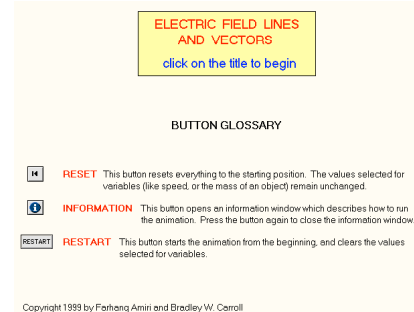 ELECTRIC FIELD LINES
AND VECTORS
click on the title to begin
BUTTON GLOSSARY
RESET This button resets everything to the starting position. The values selected for
variables (like speed, or the mass of an object) remain unchanged.
INFORMATION This button opens an information window which describes how to run
the animation. Press the button again to close the information window.
RESTART RESTART This button starts the animation from the beginning, and clears the values
selected for variables.
Copyright 1999 by Farhang Amiri and Bradley W. Carroll